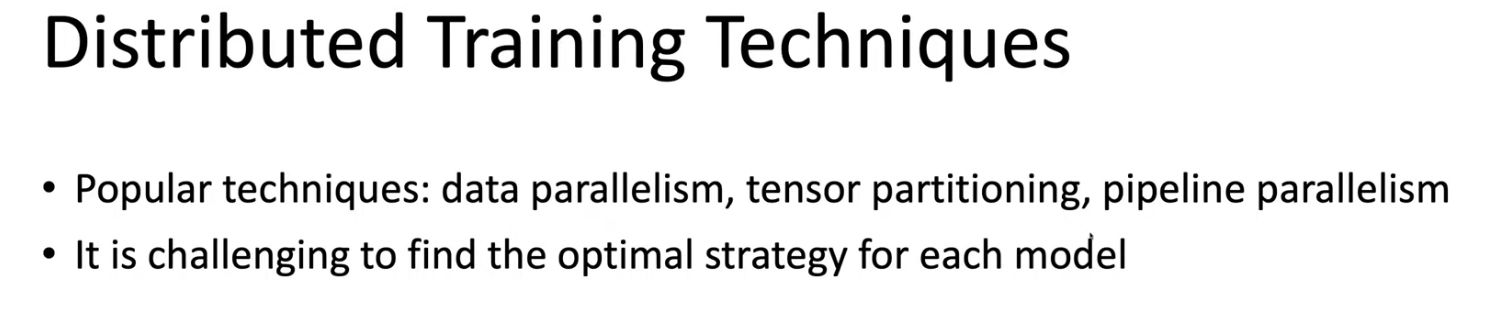 Distributed Training Techniques
• Popular techniques: data parallelism, tensor partitioning, pipeline parallelism
• It is challenging to find the optimal strategy for each model